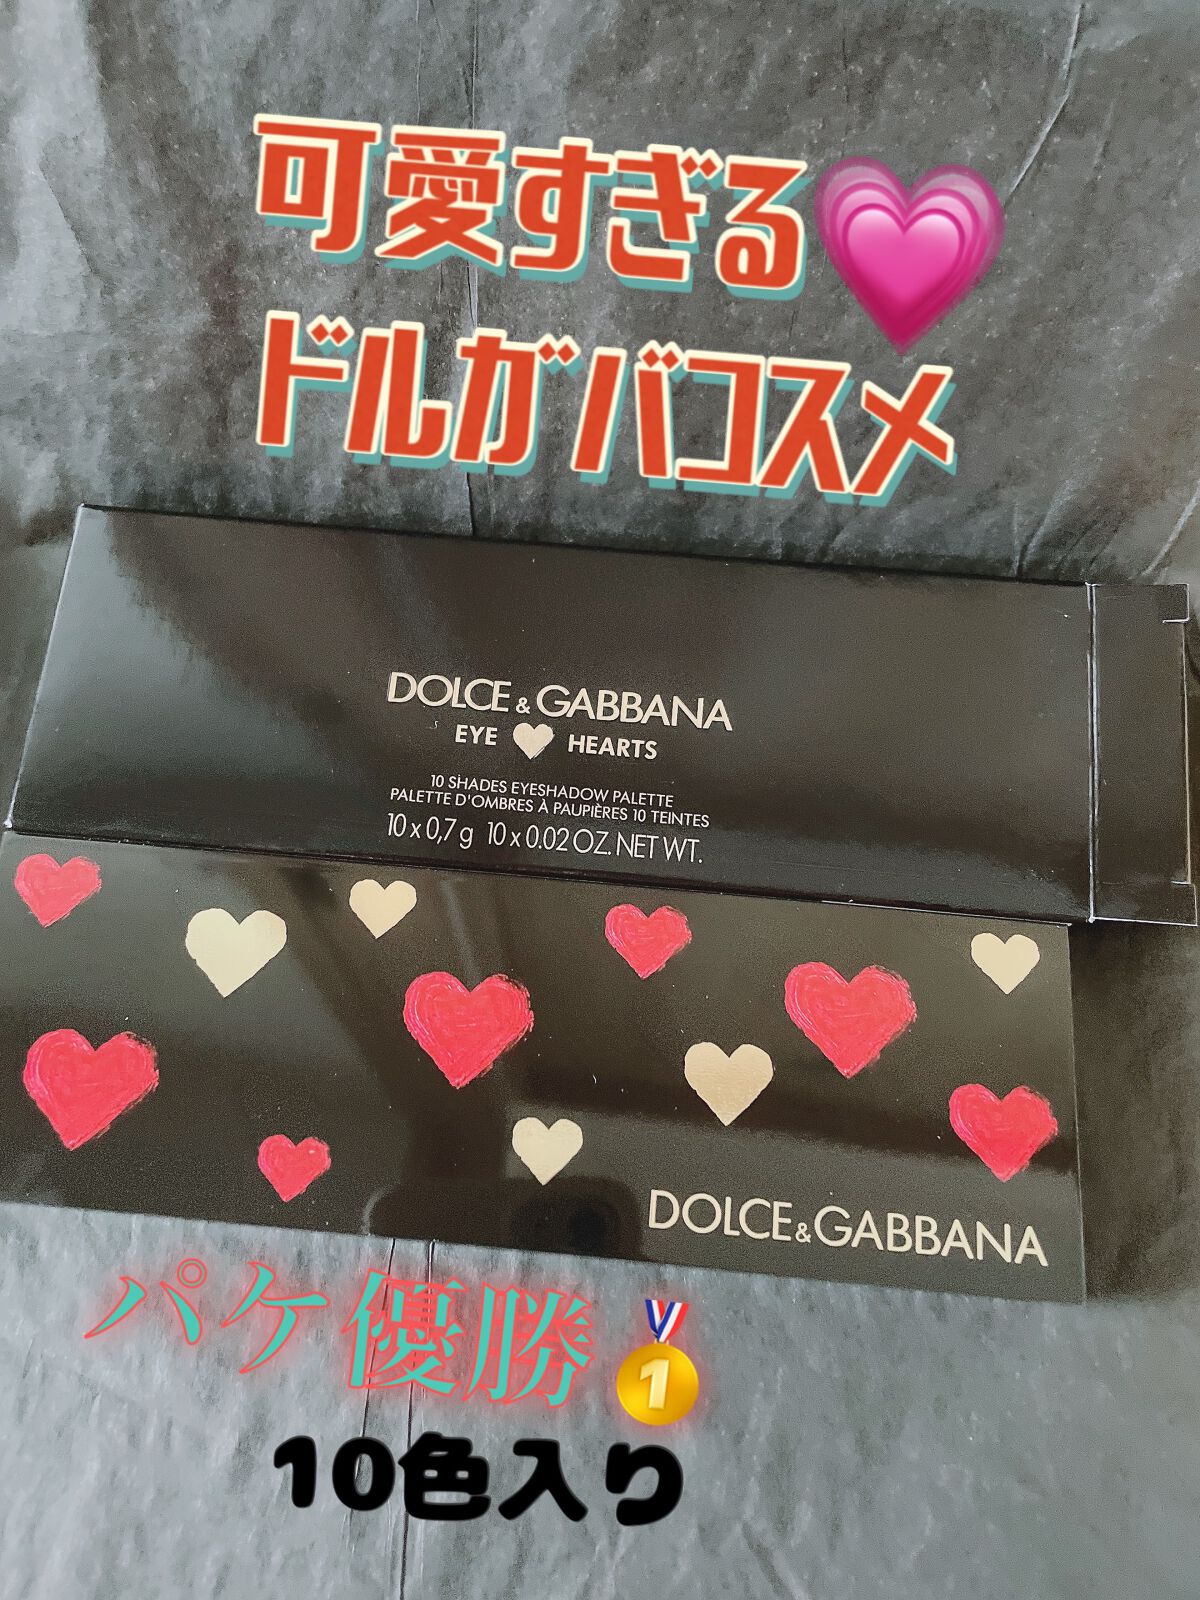 可愛すぎる💗
ドルガバコスメ
DOLCE & GABBANA
EYE ♥ HEARTS
10 SHADES EYESHADOW PALETTE
PALETTE D'OMBRES À PAUPIÈRES 10 TEINTES
10 x 0,7 g 10 x 0.02 OZ. NET WT.
DOLCE & GABBANA
パケ優勝🥇
10色入り